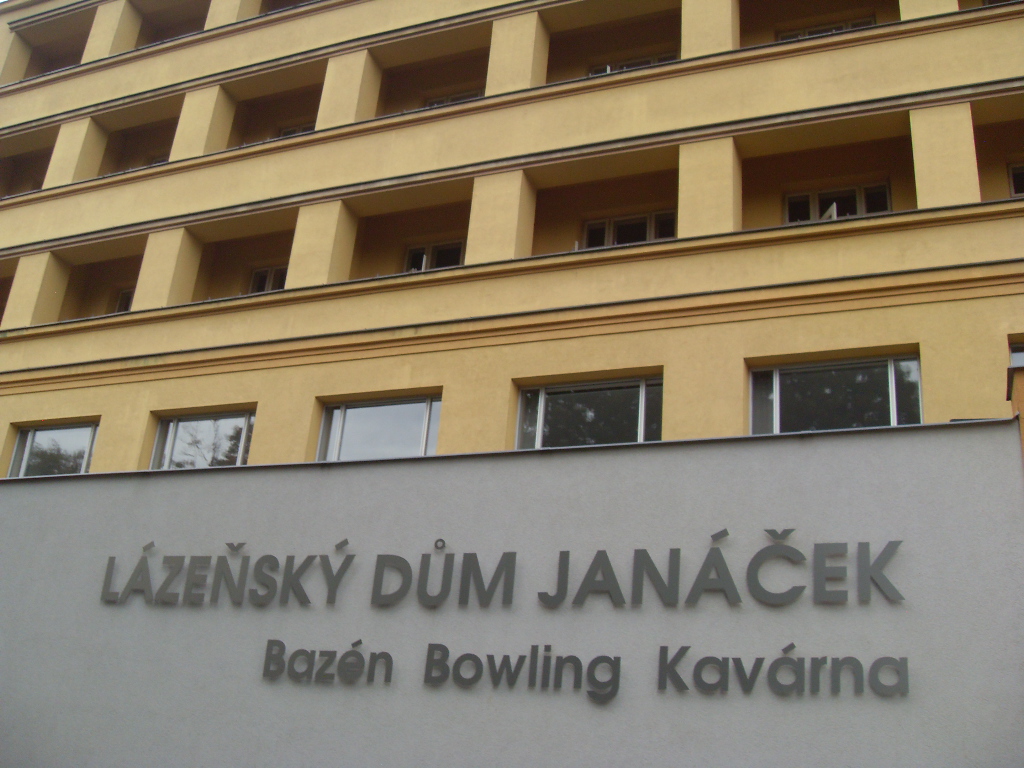 LÁZEŇSKÝ DŮM JANÁČEK
Bazén Bowling Kavárna